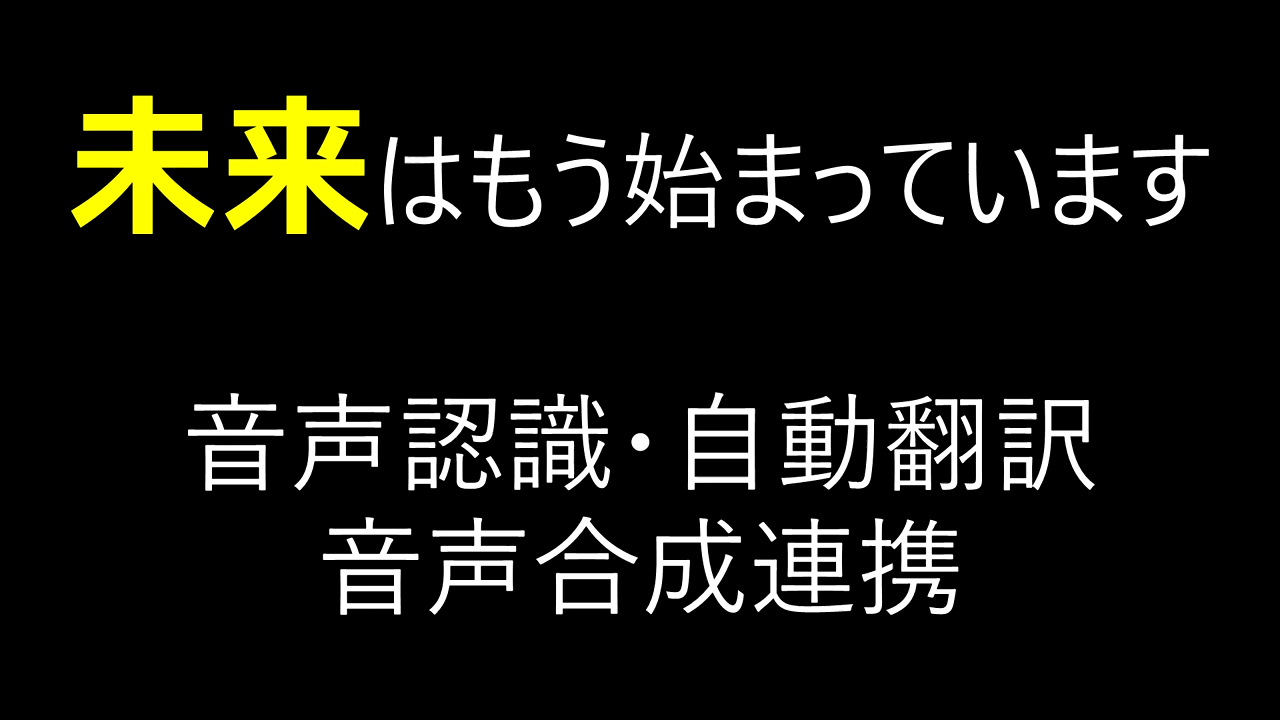 未来はもう始まっています
音声認識・自動翻訳
音声合成連携